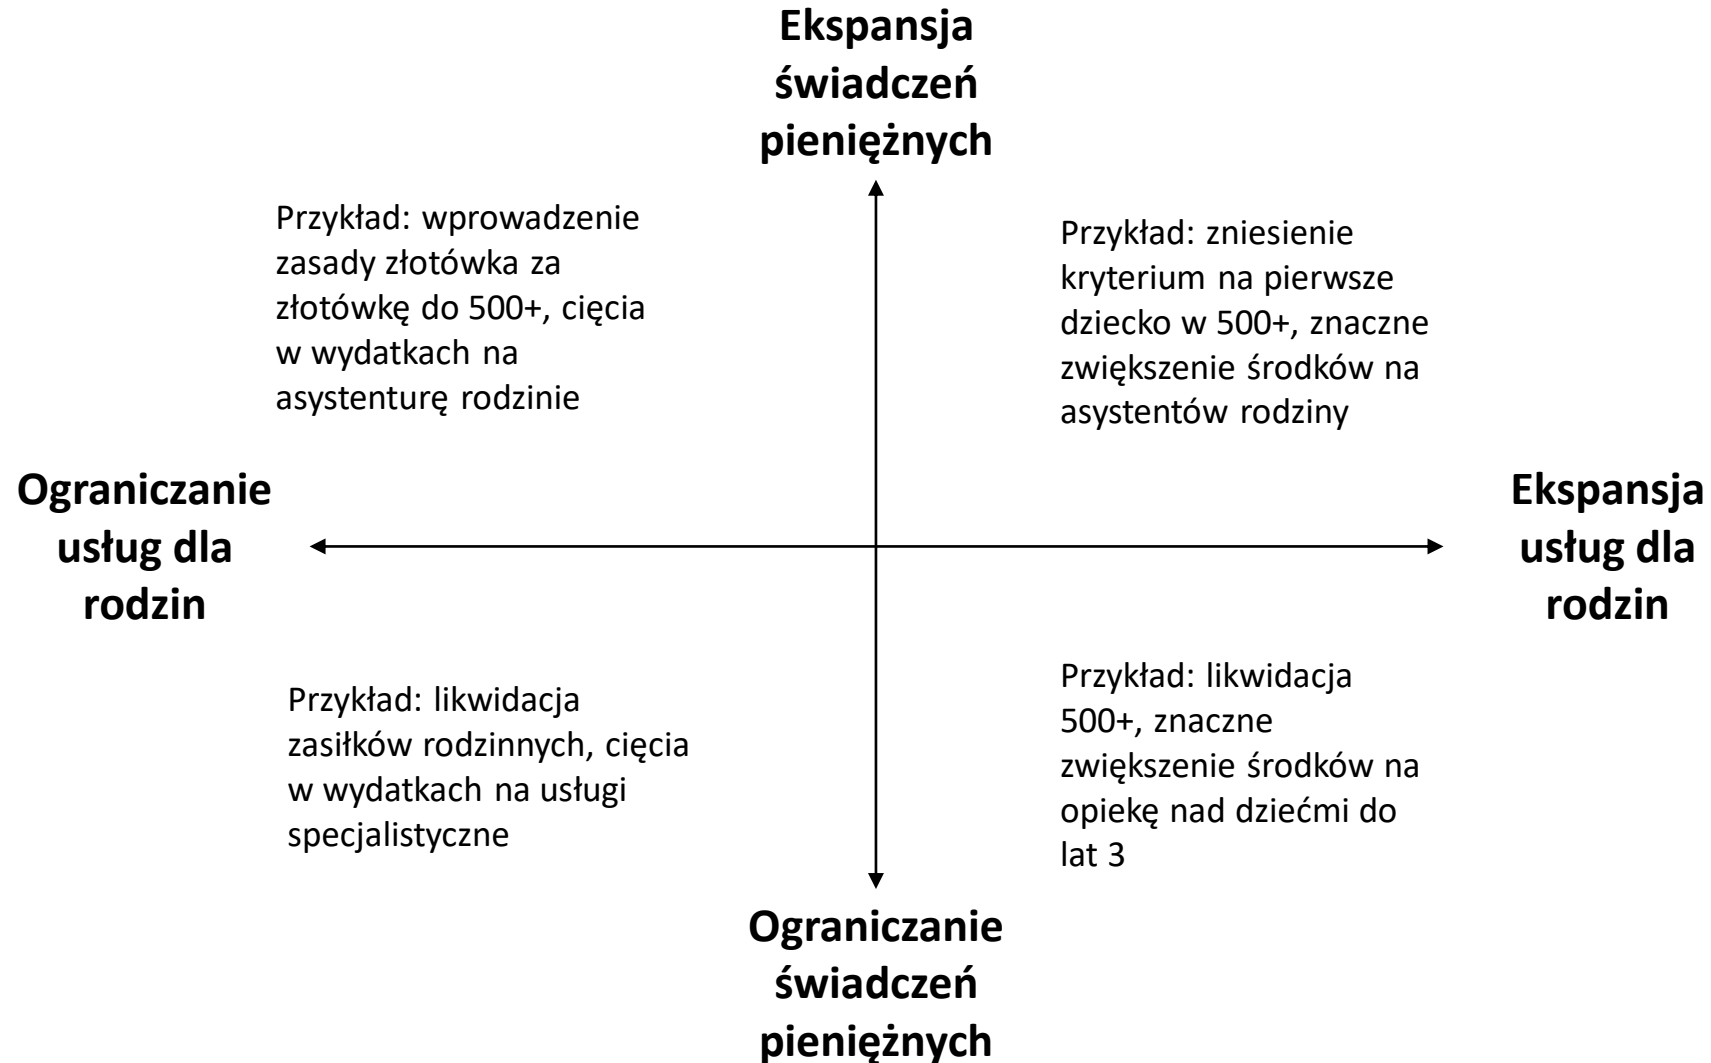 Ekspansja
świadczeń
pieniężnych
Przykład: wprowadzenie
zasady złotówka za
złotówkę do 500+, cięcia
w wydatkach na
asystenturę rodzinie
Przykład: zniesienie
kryterium na pierwsze
dziecko w 500+, znaczne
zwiększenie środków na
asystentów rodziny
Ograniczanie
usług dla
rodzin
Ekspansja
usług dla
rodzin
Przykład: likwidacja
zasiłków rodzinnych, cięcia
w wydatkach na usługi
specjalistyczne
Przykład: likwidacja
500+, znaczne
zwiększenie środków na
opiekę nad dziećmi do
lat 3
Ograniczanie
świadczeń
pieniężnych